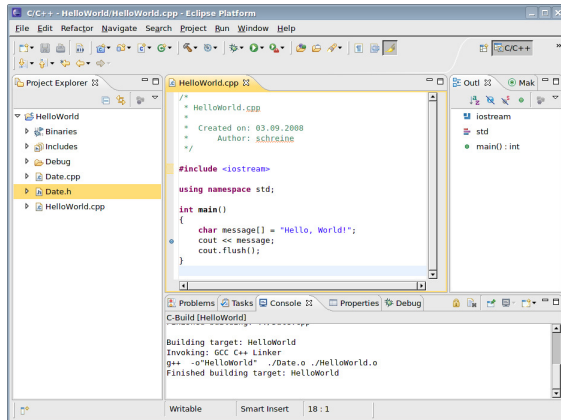 C/C++ - HelloWorld/HelloWorld.cpp - Eclipse Platform
File Edit Refactor Navigate Search Project Run Window Help
C/C++
Project Explorer
HelloWorld
Binaries
Includes
Debug
Date.cpp
Date.h
HelloWorld.cpp
HelloWorld.cpp
/*
* HelloWorld.cpp
*
* Created on: 03.09.2008
* Author: schreine
*/
#include <iostream>
using namespace std;
int main()
{
char message[] = "Hello, World!";
cout << message;
cout.flush();
}
Outl Mak
iostream
std
main() : int
Problems Tasks Console Properties Debug
C-Build [HelloWorld]
Building target: HelloWorld
Invoking: GCC C++ Linker
g++ -o"HelloWorld" ./Date.o ./HelloWorld.o
Finished building target: HelloWorld
Writable Smart Insert 18 : 1